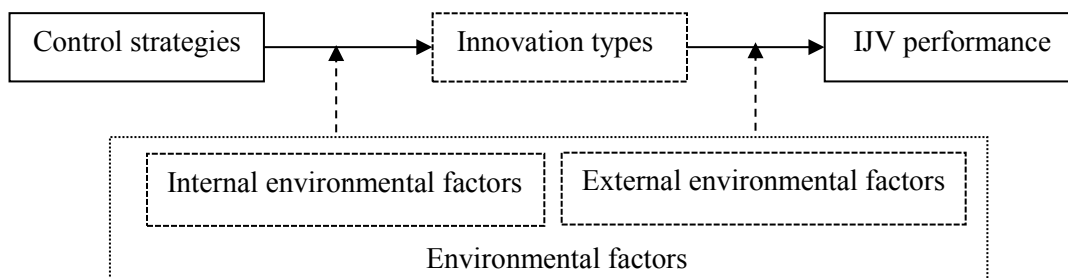 Control strategies
Innovation types
IJV performance
Internal environmental factors
External environmental factors
Environmental factors